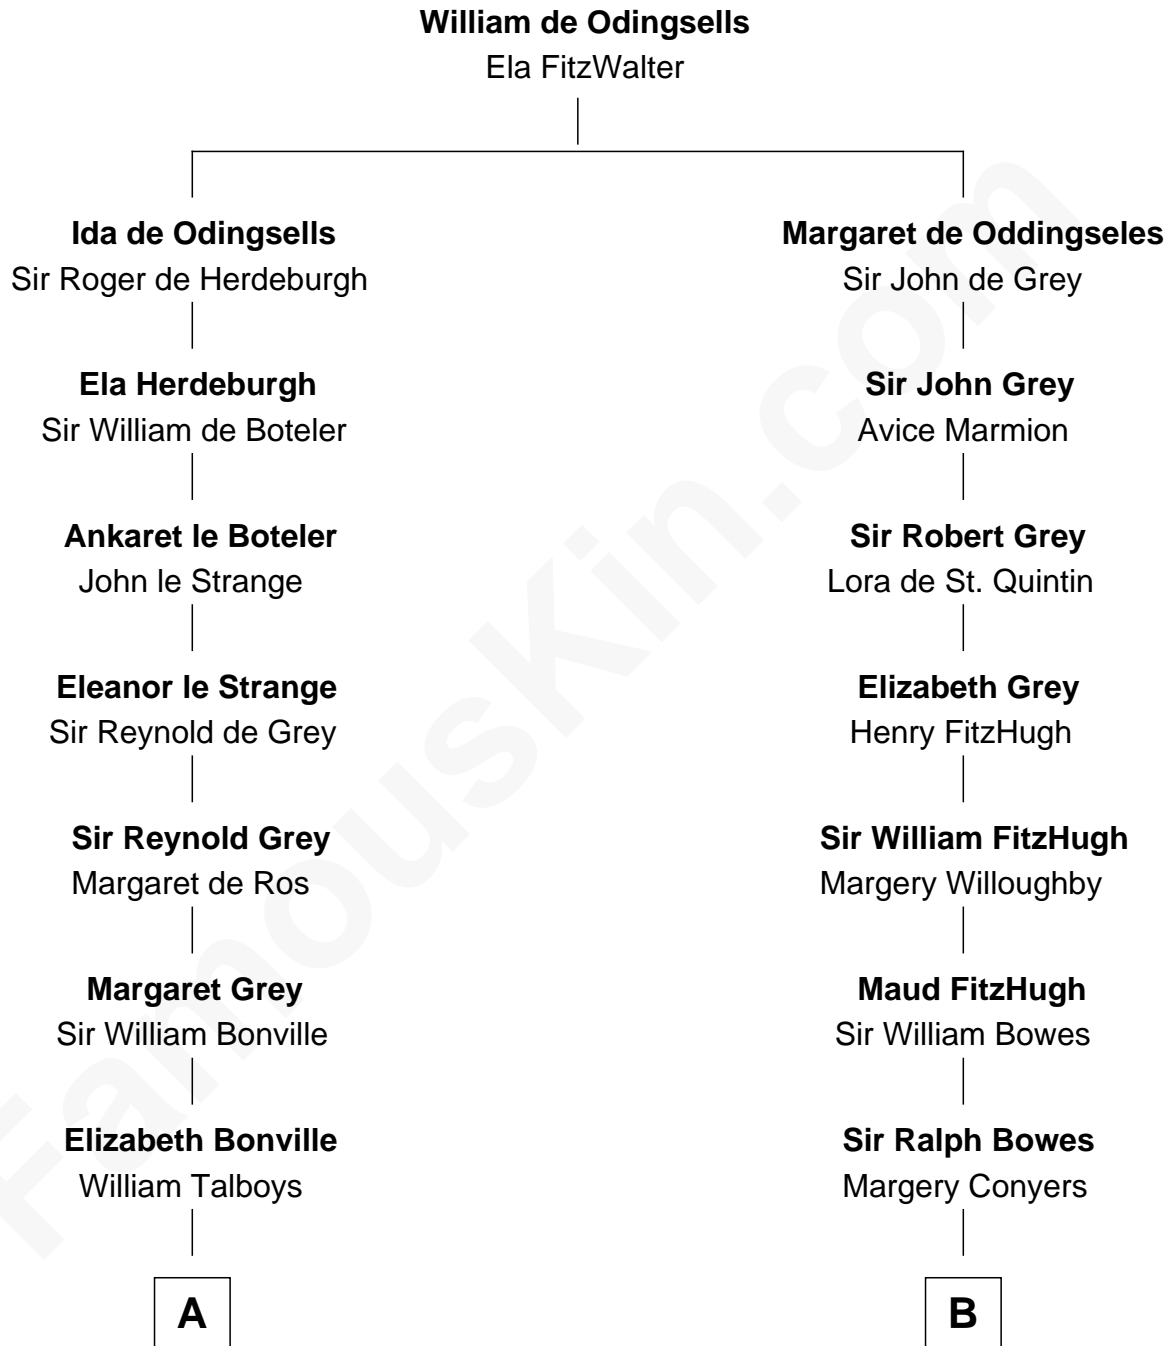 William de Odingsells
Ela FitzWalter
Ida de Odingsells
Sir Roger de Herdeburgh
Margaret de Oddingseles
Sir John de Grey
Ela Herdeburgh
Sir William de Boteler
Sir John Grey
Avice Marmion
Ankaret le Boteler
John le Strange
Sir Robert Grey
Lora de St. Quintin
Eleanor le Strange
Sir Reynold de Grey
Elizabeth Grey
Henry FitzHugh
Sir Reynold Grey
Margaret de Ros
Sir William FitzHugh
Margery Willoughby
Margaret Grey
Sir William Bonville
Maud FitzHugh
Sir William Bowes
Elizabeth Bonville
William Talboys
Sir Ralph Bowes
Margery Conyers
A
B
FamousKin.com